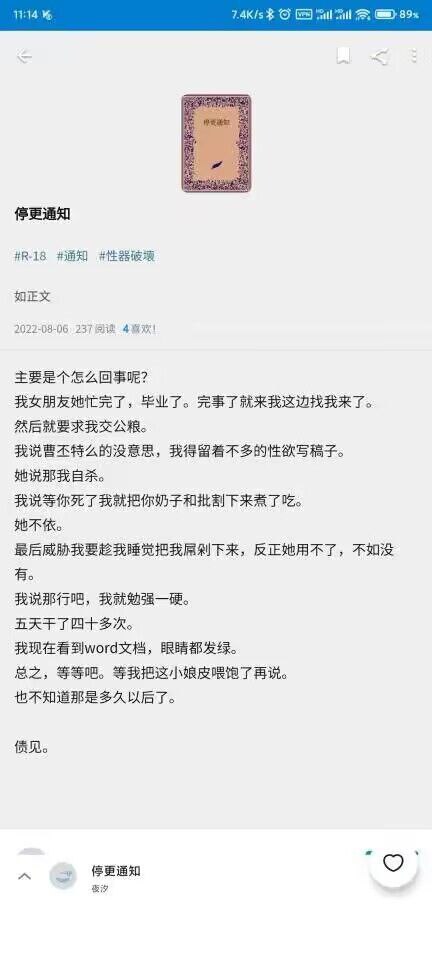 11:14
7.4K/s VPN HD HD 89%
停更通知
停更通知
#R-18 #通知 #性器破壊
如正文
2022-08-06 237 阅读 4 喜欢！
主要是个怎么回事呢？
我女朋友她忙完了，毕业了。完事了就来我这边找我来了。
然后就要求我交公粮。
我说曹丕特么的没意思，我得留着不多的性欲写稿子。
她说那我自杀。
我说等你死了我就把你奶子和批割下来煮了吃。
她不依。
最后威胁我要趁我睡觉把我屌剁下来，反正她用不了，不如没
有。
我说那行吧，我就勉强一硬。
五天干了四十多次。
我现在看到word文档，眼睛都发绿。
总之，等等吧。等我把这小娘皮喂饱了再说。
也不知道那是多久以后了。
债见。
停更通知
夜汐